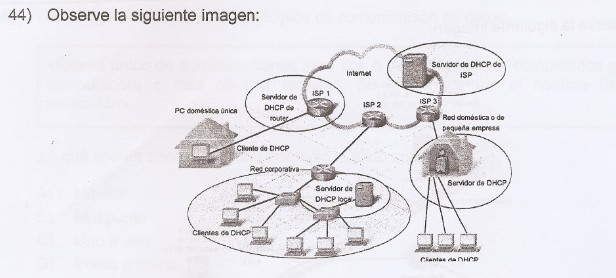 44) Observe la siguiente imagen:
Internet
Servidor de DHCP de
ISP
Servidor de
DHCP de
router
ISP 1
ISP 2
ISP 3
PC doméstica única
Red doméstica o de
pequeña empresa
Cliente de DHCP
Red corporativa
Servidor de
DHCP local
Servidor de DHCP
Clientes de DHCP
Clientes de DHCP